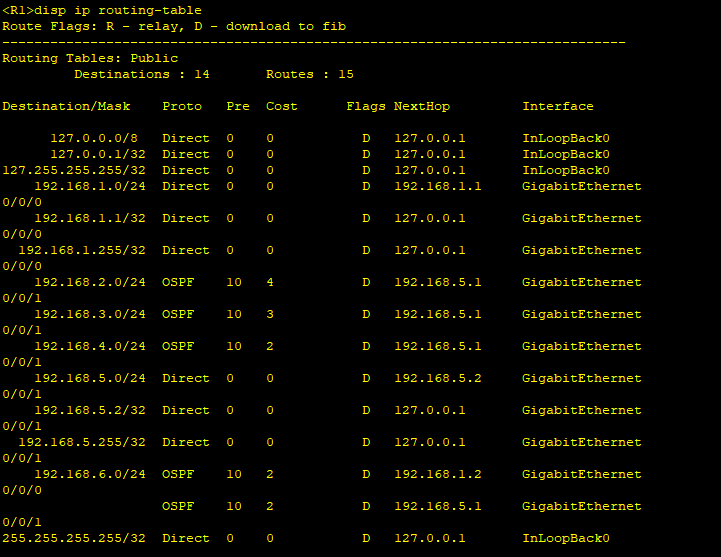 <R1>disp ip routing-table
Route Flags: R - relay, D - download to fib
------------------------------------------------------------------------------
Routing Tables: Public
         Destinations : 14       Routes : 15

Destination/Mask    Proto   Pre  Cost      Flags NextHop         Interface

      127.0.0.0/8   Direct  0    0           D   127.0.0.1       InLoopBack0
      127.0.0.1/32  Direct  0    0           D   127.0.0.1       InLoopBack0
127.255.255.255/32  Direct  0    0           D   127.0.0.1       InLoopBack0
    192.168.1.0/24  Direct  0    0           D   192.168.1.1     GigabitEthernet
0/0/0
    192.168.1.1/32  Direct  0    0           D   127.0.0.1       GigabitEthernet
0/0/0
  192.168.1.255/32  Direct  0    0           D   127.0.0.1       GigabitEthernet
0/0/0
    192.168.2.0/24  OSPF    10   4           D   192.168.5.1     GigabitEthernet
0/0/1
    192.168.3.0/24  OSPF    10   3           D   192.168.5.1     GigabitEthernet
0/0/1
    192.168.4.0/24  OSPF    10   2           D   192.168.5.1     GigabitEthernet
0/0/1
    192.168.5.0/24  Direct  0    0           D   192.168.5.2     GigabitEthernet
0/0/1
    192.168.5.2/32  Direct  0    0           D   127.0.0.1       GigabitEthernet
0/0/1
  192.168.5.255/32  Direct  0    0           D   127.0.0.1       GigabitEthernet
0/0/1
    192.168.6.0/24  OSPF    10   2           D   192.168.1.2     GigabitEthernet
0/0/0
                    OSPF    10   2           D   192.168.5.1     GigabitEthernet
0/0/1
255.255.255.255/32  Direct  0    0           D   127.0.0.1       InLoopBack0